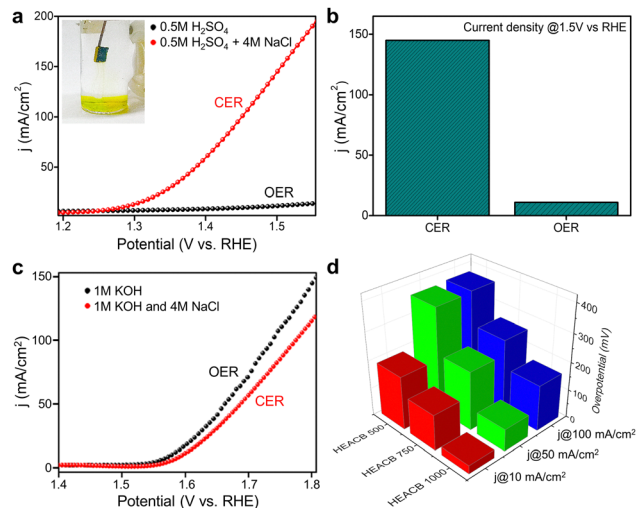 a
200
150
100
50
j (mA/cm²)
0.5M H₂SO₄
0.5M H₂SO₄ + 4M NaCl
CER
OER
1.2
1.3
1.4
1.5
Potential (V vs. RHE)
b
200
150
100
50
0
j (mA/cm²)
Current density @1.5V vs RHE
CER
OER
c
150
100
50
0
j (mA/cm²)
1M KOH
1M KOH and 4M NaCl
OER
CER
1.4
1.5
1.6
1.7
1.8
Potential (V vs. RHE)
d
400
300
200
100
0
Overpotential (mV)
HEACB 500
HEACB 750
HEACB 1000
j@100 mA/cm²
j@50 mA/cm²
j@10 mA/cm²